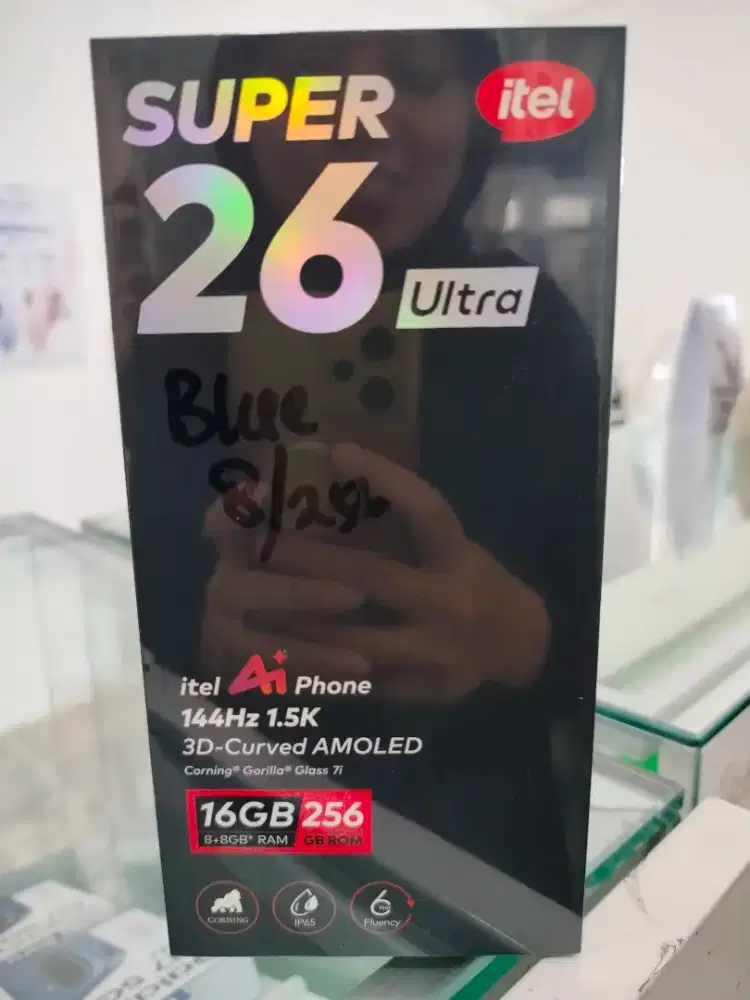 SUPER
itel
26
Ultra
Blue
8/256
itel Ai Phone
144Hz 1.5K
3D-Curved AMOLED
Corning® Gorilla® Glass 7i
16GB 256
8+8GB* RAM GB ROM
CORNING
IP65
6
Fluency